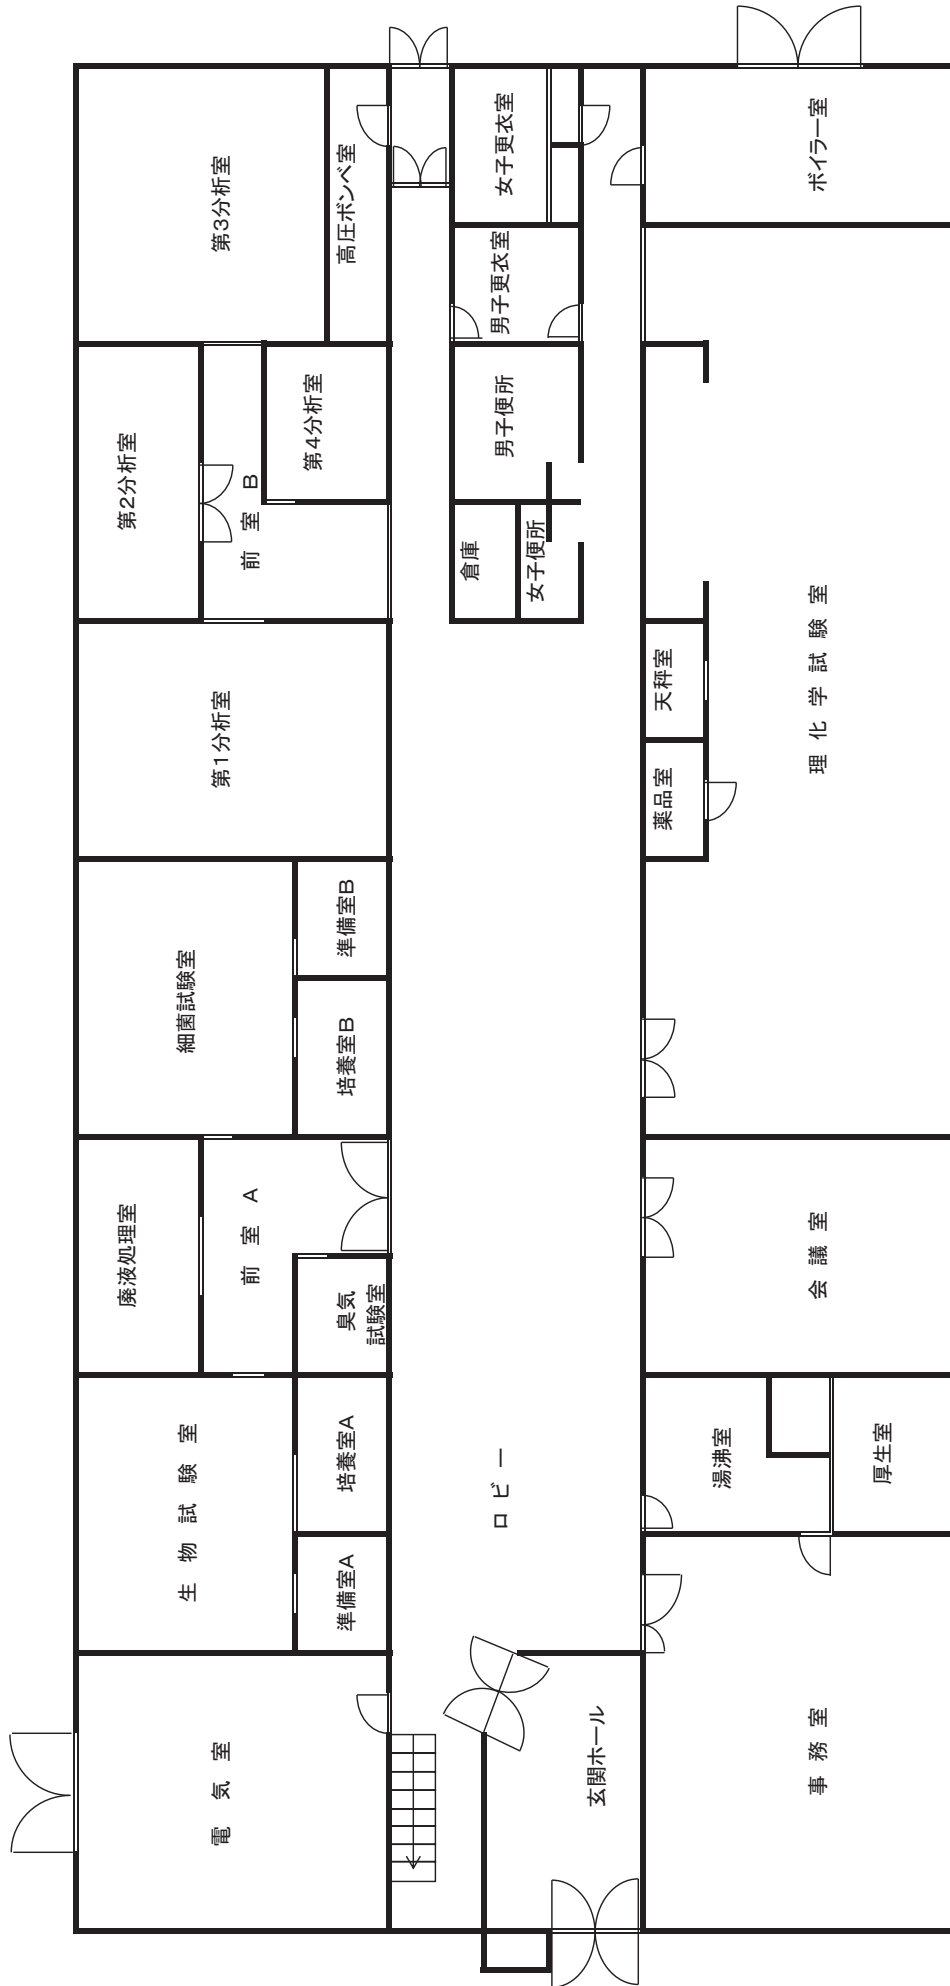 第3分析室
高圧ボンベ室
女子更衣室
ボイラー室
男子更衣室
第2分析室
第4分析室
男子便所
前室B
倉庫
女子便所
理化学試験室
第1分析室
天秤室
薬品室
細菌試験室
準備室B
培養室B
廃液処理室
前室A
臭気
試験室
会議室
生物試験室
培養室A
準備室A
ロビー
湯沸室
厚生室
電気室
玄関ホール
事務室